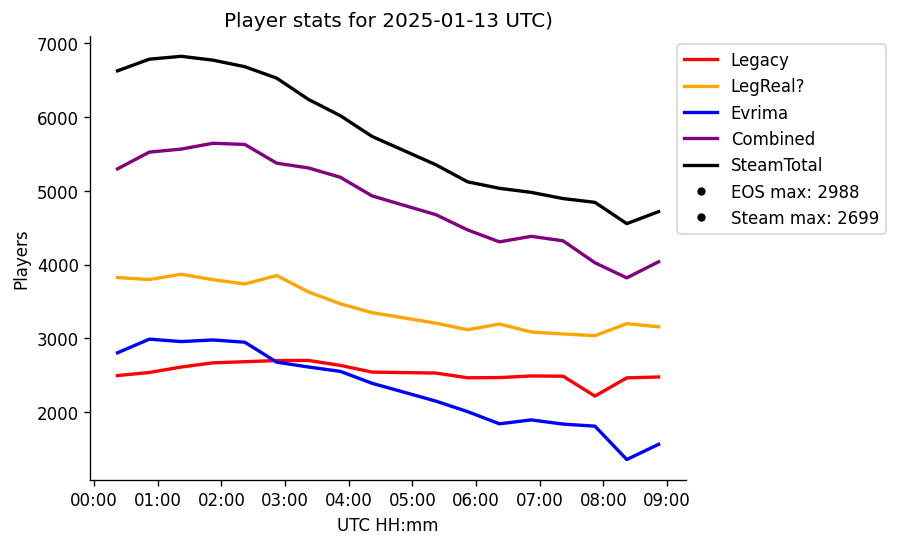 Player stats for 2025-01-13 UTC)
7000
6000
5000
4000
3000
2000
Players
00:00 01:00 02:00 03:00 04:00 05:00 06:00 07:00 08:00 09:00
UTC HH:mm
Legacy
LegReal?
Evrima
Combined
SteamTotal
EOS max: 2988
Steam max: 2699